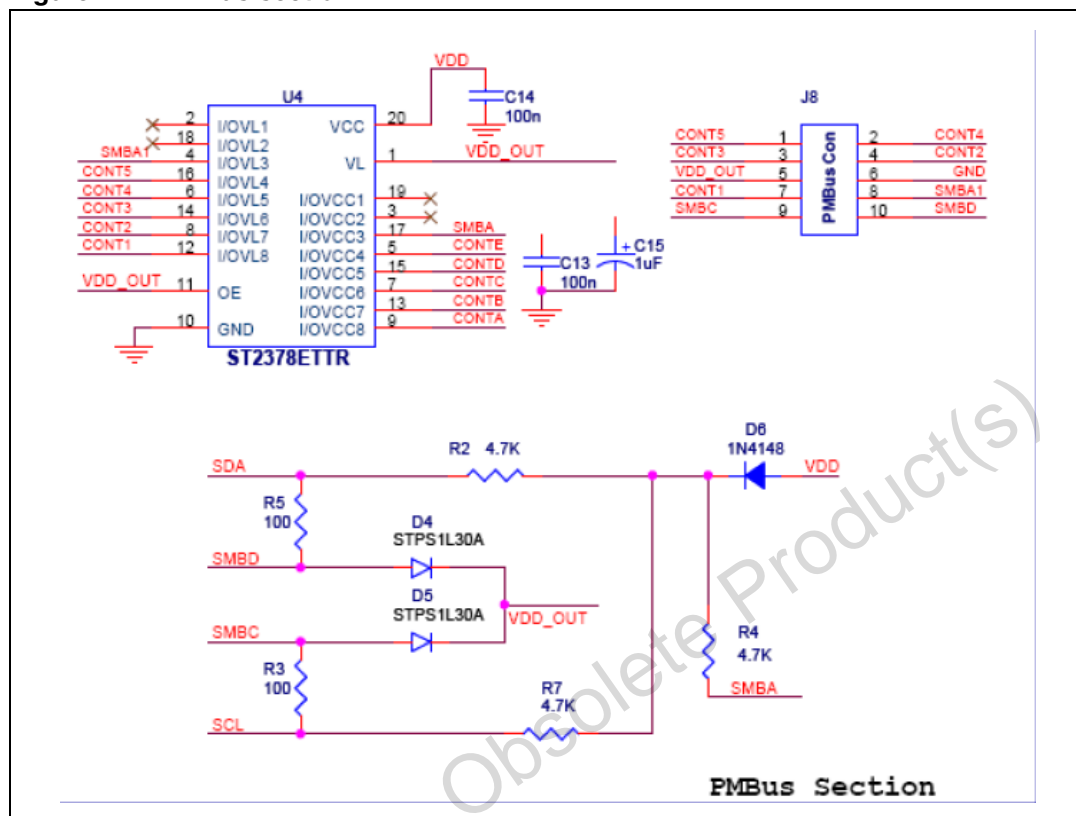 VDD
U4
C14
100n
J8
2 I/OVL1
18 I/OVL2
SMBA1 4 I/OVL3
CONT5 16 I/OVL4
CONT4 6 I/OVL5
CONT3 14 I/OVL6
CONT2 8 I/OVL7
CONT1 12 I/OVL8
VDD_OUT 11 OE
10 GND
VCC 20
VL 1 VDD_OUT
I/OVCC1 19
I/OVCC2 3
I/OVCC3 17 SMBA
I/OVCC4 5 CONTE
I/OVCC5 15 CONTD
I/OVCC6 7 CONTC
I/OVCC7 13 CONTB
I/OVCC8 9 CONTA
ST2378ETTR
C13
100n
+ C15
1uF
CONT5 1 2 CONT4
CONT3 3 4 CONT2
VDD_OUT 5 6 GND
CONT1 7 8 SMBA1
SMBC 9 10 SMBD
PMBus Con
SDA
R2 4.7K
D6
1N4148
VDD
R5
100
D4
STPS1L30A
SMBD
D5
STPS1L30A
VDD_OUT
SMBC
R3
100
R4
4.7K
SMBA
R7
4.7K
SCL
Obsolete Product(s)
PMBus Section